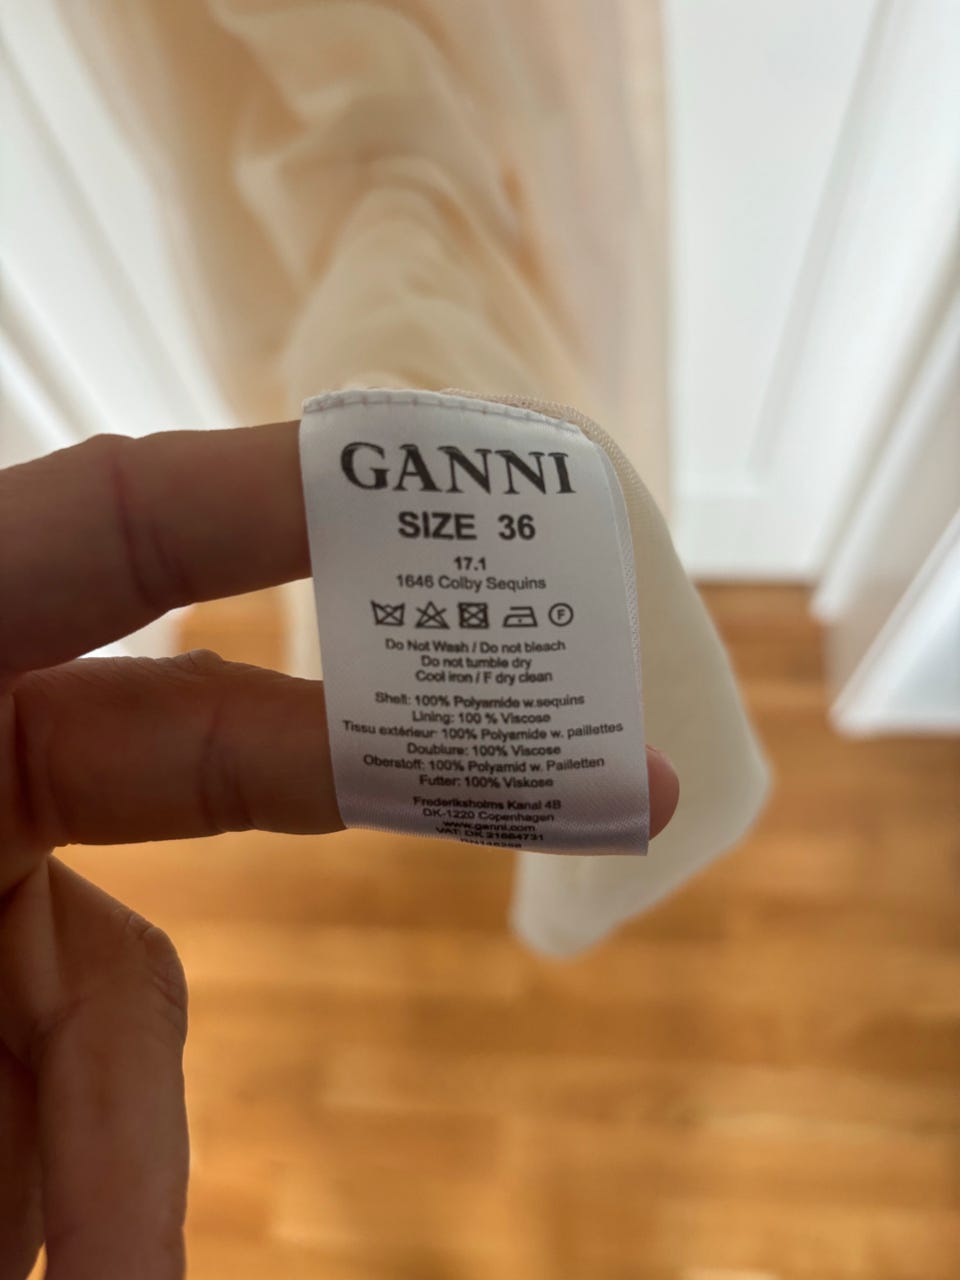 GANNI
SIZE 36
17.1
1646 Colby Sequins
F
Do Not Wash / Do not bleach
Do not tumble dry
Cool iron / F dry clean
Shell: 100% Polyamide w.sequins
Lining: 100 % Viscose
Tissu extérieur: 100% Polyamide w. paillettes
Doublure: 100% Viscose
Oberstoff: 100% Polyamid w. Pailletten
Futter: 100% Viskose
Frederiksholms Kanal 4B
DK-1220 Copenhagen
www.ganni.com
VAT: DK